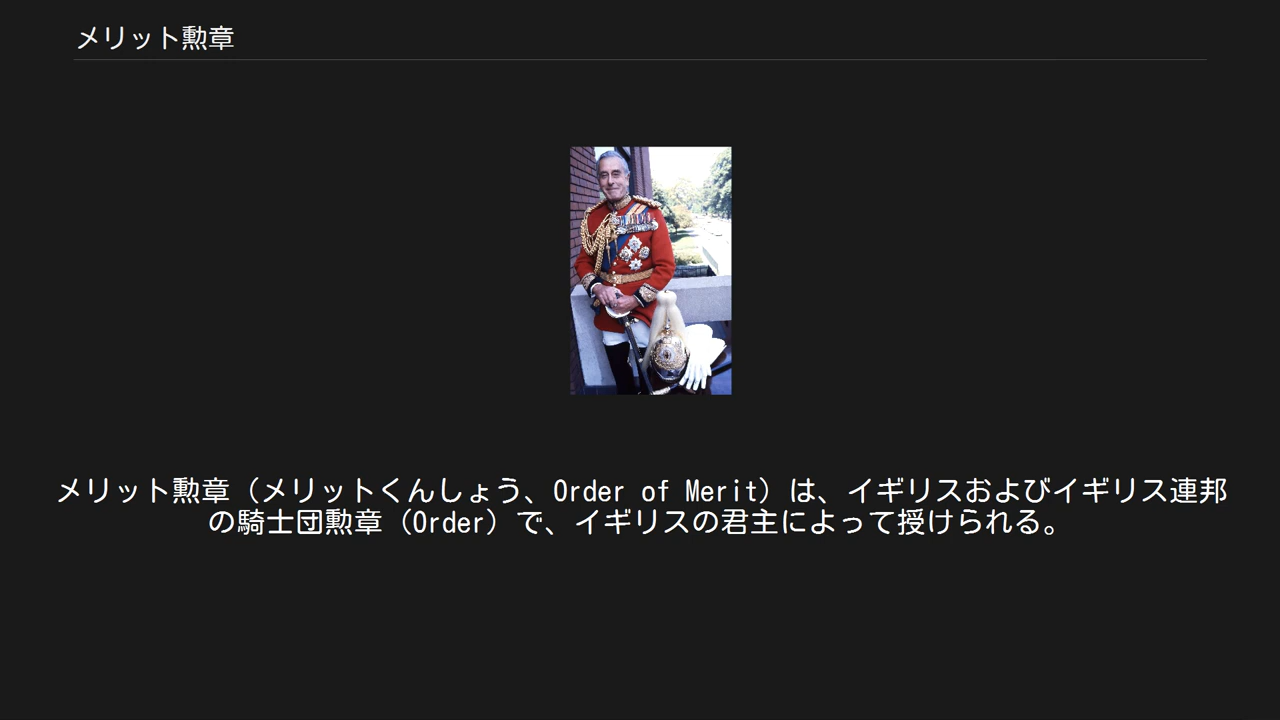 メリット勲章
メリット勲章（メリットくんしょう、Order of Merit）は、イギリスおよびイギリス連邦
の騎士団勲章（Order）で、イギリスの君主によって授けられる。